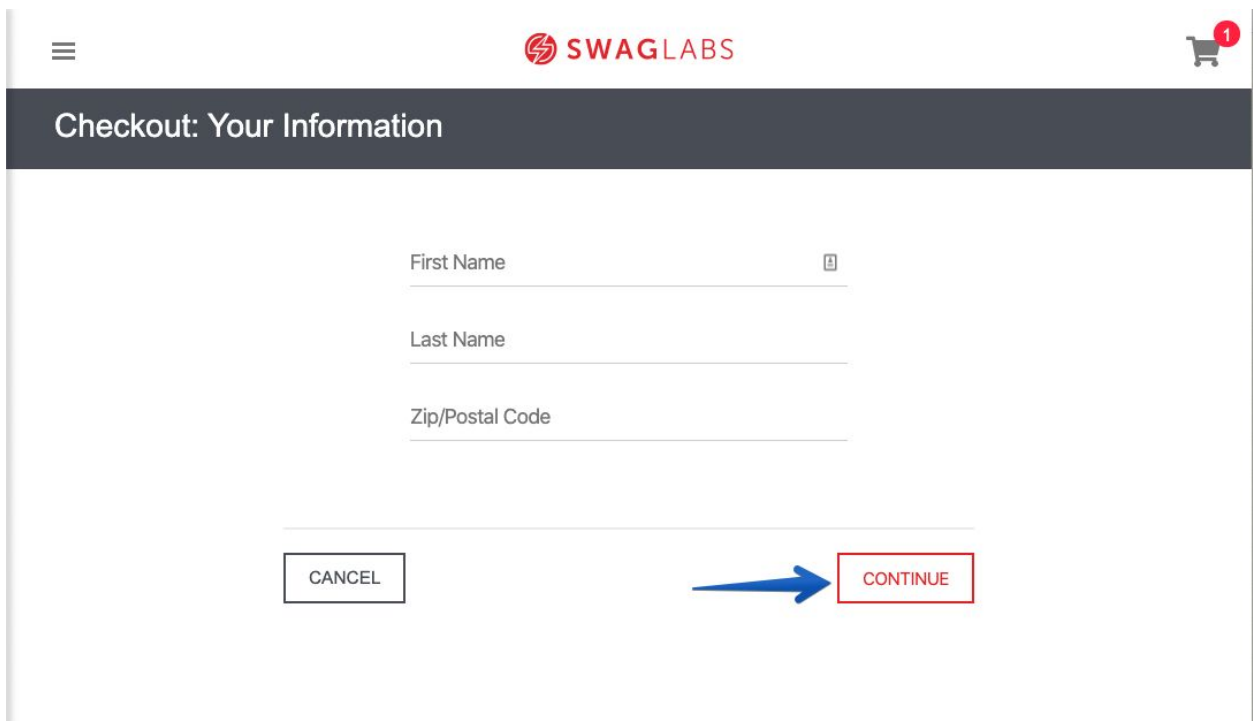 SWAGLABS
1
Checkout: Your Information
First Name
Last Name
Zip/Postal Code
CANCEL
CONTINUE